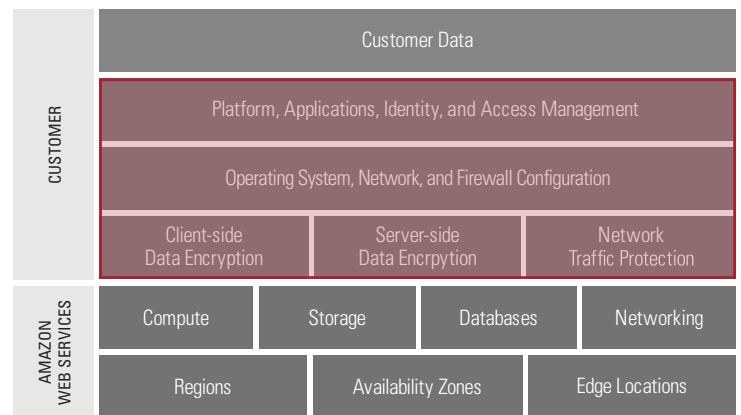 CUSTOMER
Customer Data
Platform, Applications, Identity, and Access Management
Operating System, Network, and Firewall Configuration
Client-side
Data Encryption
Server-side
Data Encrpytion
Network
Traffic Protection
AMAZON
WEB SERVICES
Compute
Storage
Databases
Networking
Regions
Availability Zones
Edge Locations